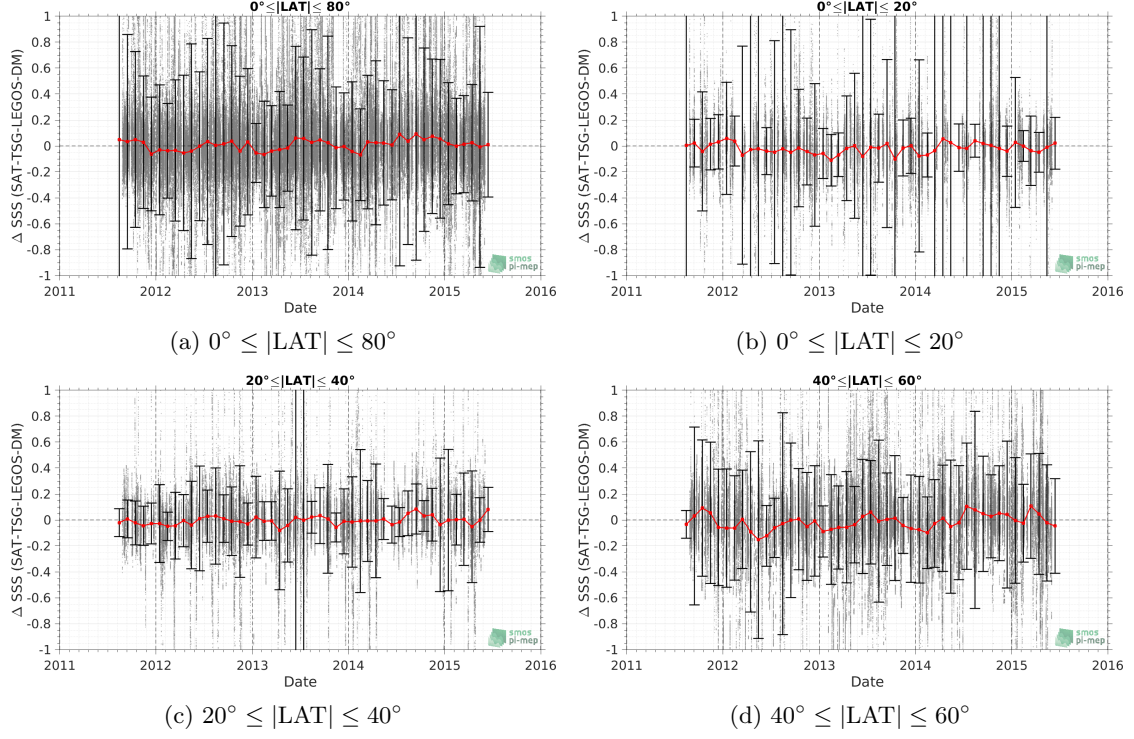 0°≤|LAT|≤ 80°
Δ SSS (SAT-TSG-LEGOS-DM)
1
0.8
0.6
0.4
0.2
0
-0.2
-0.4
-0.6
-0.8
-1
2011 2012 2013 2014 2015 2016
Date
smos
pi-mep
(a) 0° ≤ |LAT| ≤ 80°
0°≤|LAT|≤ 20°
Δ SSS (SAT-TSG-LEGOS-DM)
1
0.8
0.6
0.4
0.2
0
-0.2
-0.4
-0.6
-0.8
-1
2011 2012 2013 2014 2015 2016
Date
smos
pi-mep
(b) 0° ≤ |LAT| ≤ 20°
20°≤|LAT|≤ 40°
Δ SSS (SAT-TSG-LEGOS-DM)
1
0.8
0.6
0.4
0.2
0
-0.2
-0.4
-0.6
-0.8
-1
2011 2012 2013 2014 2015 2016
Date
smos
pi-mep
(c) 20° ≤ |LAT| ≤ 40°
40°≤|LAT|≤ 60°
Δ SSS (SAT-TSG-LEGOS-DM)
1
0.8
0.6
0.4
0.2
0
-0.2
-0.4
-0.6
-0.8
-1
2011 2012 2013 2014 2015 2016
Date
smos
pi-mep
(d) 40° ≤ |LAT| ≤ 60°